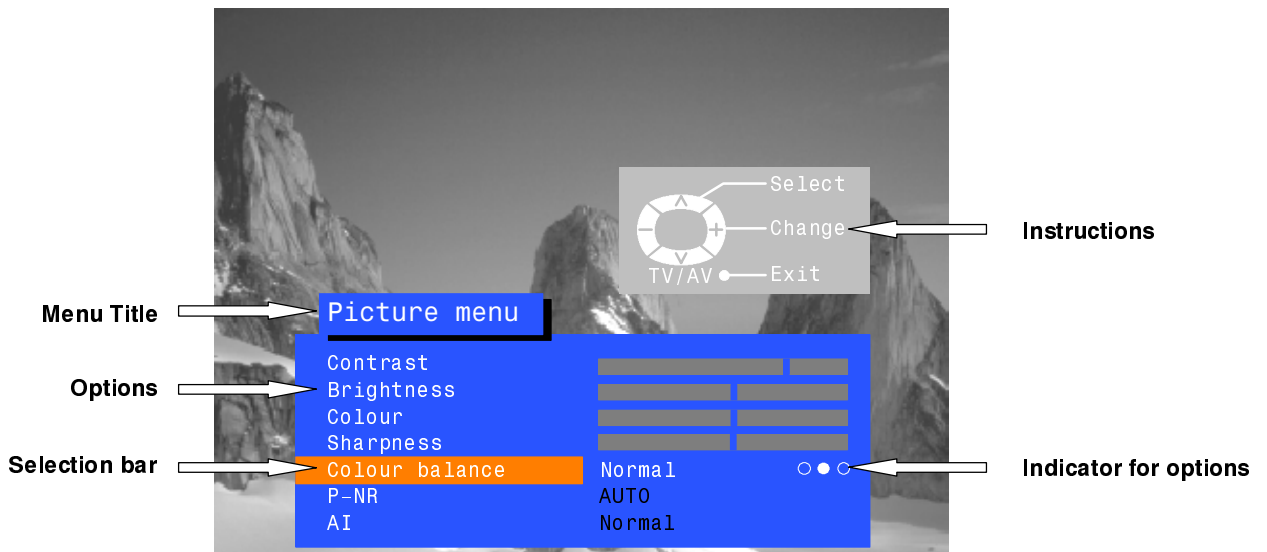 Select
Change
TV/AV Exit
Instructions
Menu Title
Picture menu
Contrast
Options
Brightness
Colour
Sharpness
Selection bar
Colour balance Normal
Indicator for options
P-NR AUTO
AI Normal